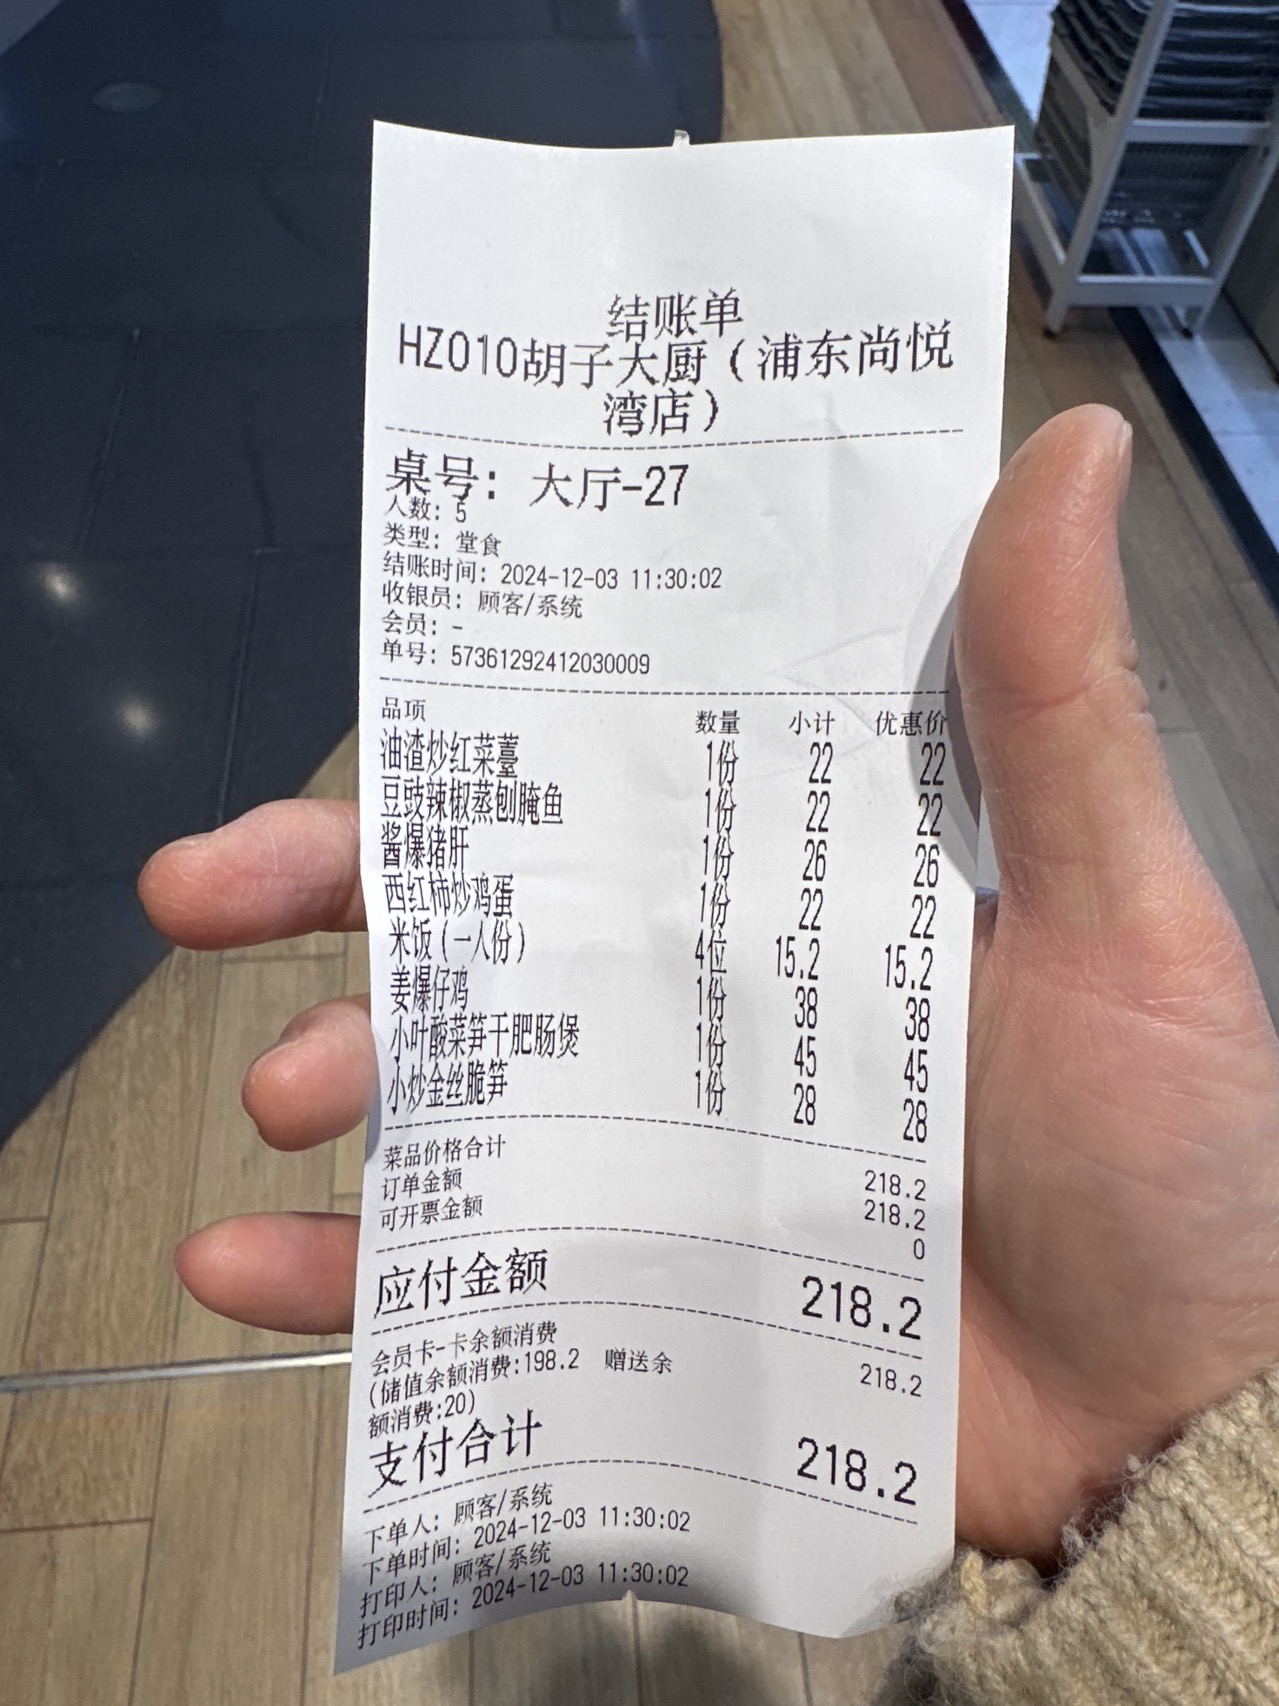 结账单
HZ010胡子大厨（浦东尚悦
湾店）
桌号：大厅-27
人数：5
类型：堂食
结账时间：2024-12-03 11:30:02
收银员：顾客/系统
会员：-
单号：57361292412030009
品项 数量 小计 优惠价
油渣炒红菜薹 1份 22 22
豆豉辣椒蒸刨腌鱼 1份 22 22
酱爆猪肝 1份 26 26
西红柿炒鸡蛋 1份 22 22
米饭（一人份） 4位 15.2 15.2
姜爆仔鸡 1份 38 38
小叶酸菜笋干肥肠煲 1份 45 45
小炒金丝脆笋 1份 28 28
菜品价格合计 218.2
订单金额 218.2
可开票金额 0
应付金额 218.2
会员卡-卡余额消费 218.2
(储值余额消费:198.2 赠送余
额消费:20)
支付合计 218.2
下单人：顾客/系统
下单时间：2024-12-03 11:30:02
打印人：顾客/系统
打印时间：2024-12-03 11:30:02